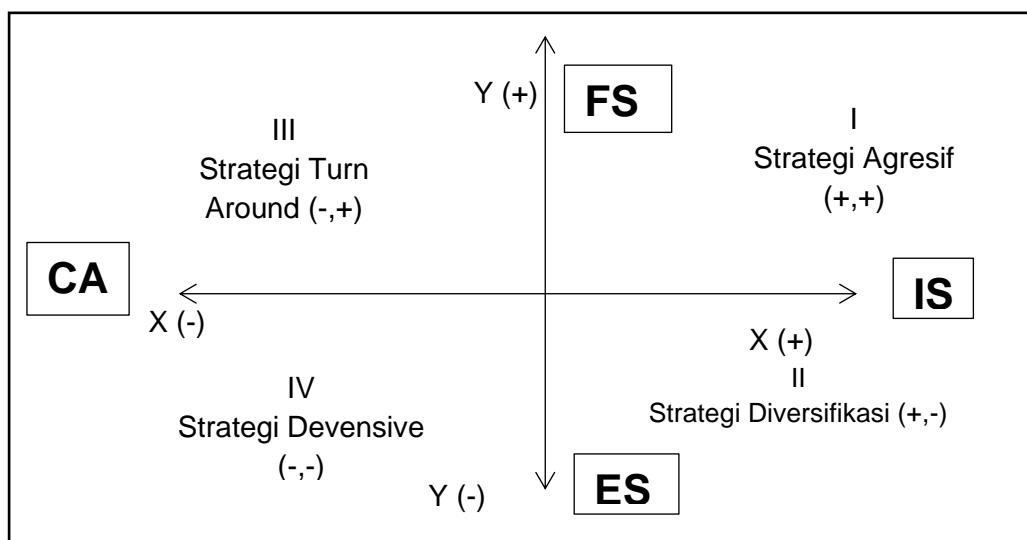 Y (+)
FS
III
Strategi Turn
Around (-,+)
I
Strategi Agresif
(+,+)
CA
IS
X (-)
X (+)
IV
Strategi Devensive
(-,-)
II
Strategi Diversifikasi (+,-)
Y (-)
ES